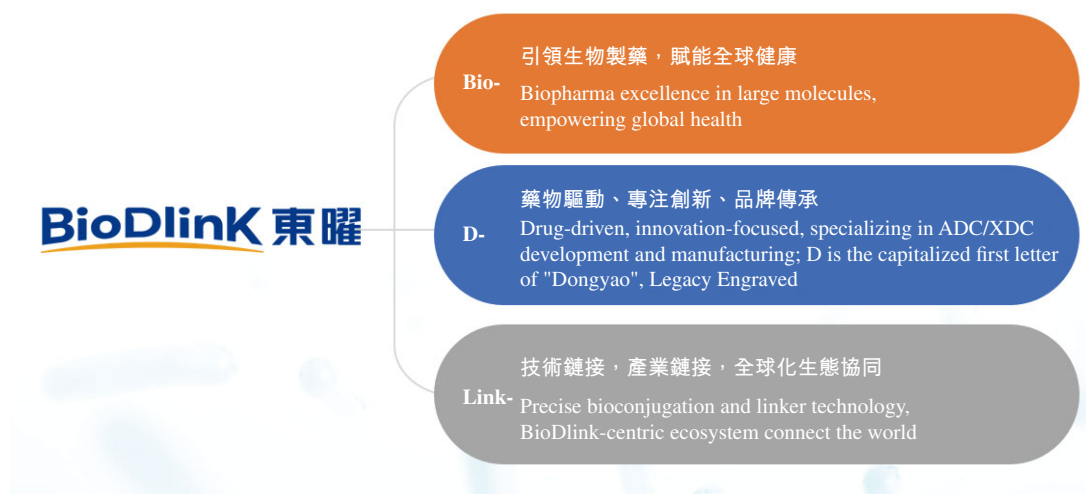 BioDlinK 東曜
Bio-
引領生物製藥，賦能全球健康
Biopharma excellence in large molecules,
empowering global health
D-
藥物驅動、專注創新、品牌傳承
Drug-driven, innovation-focused, specializing in ADC/XDC
development and manufacturing; D is the capitalized first letter
of "Dongyao", Legacy Engraved
Link-
技術鏈接，產業鏈接，全球化生態協同
Precise bioconjugation and linker technology,
BioDlink-centric ecosystem connect the world